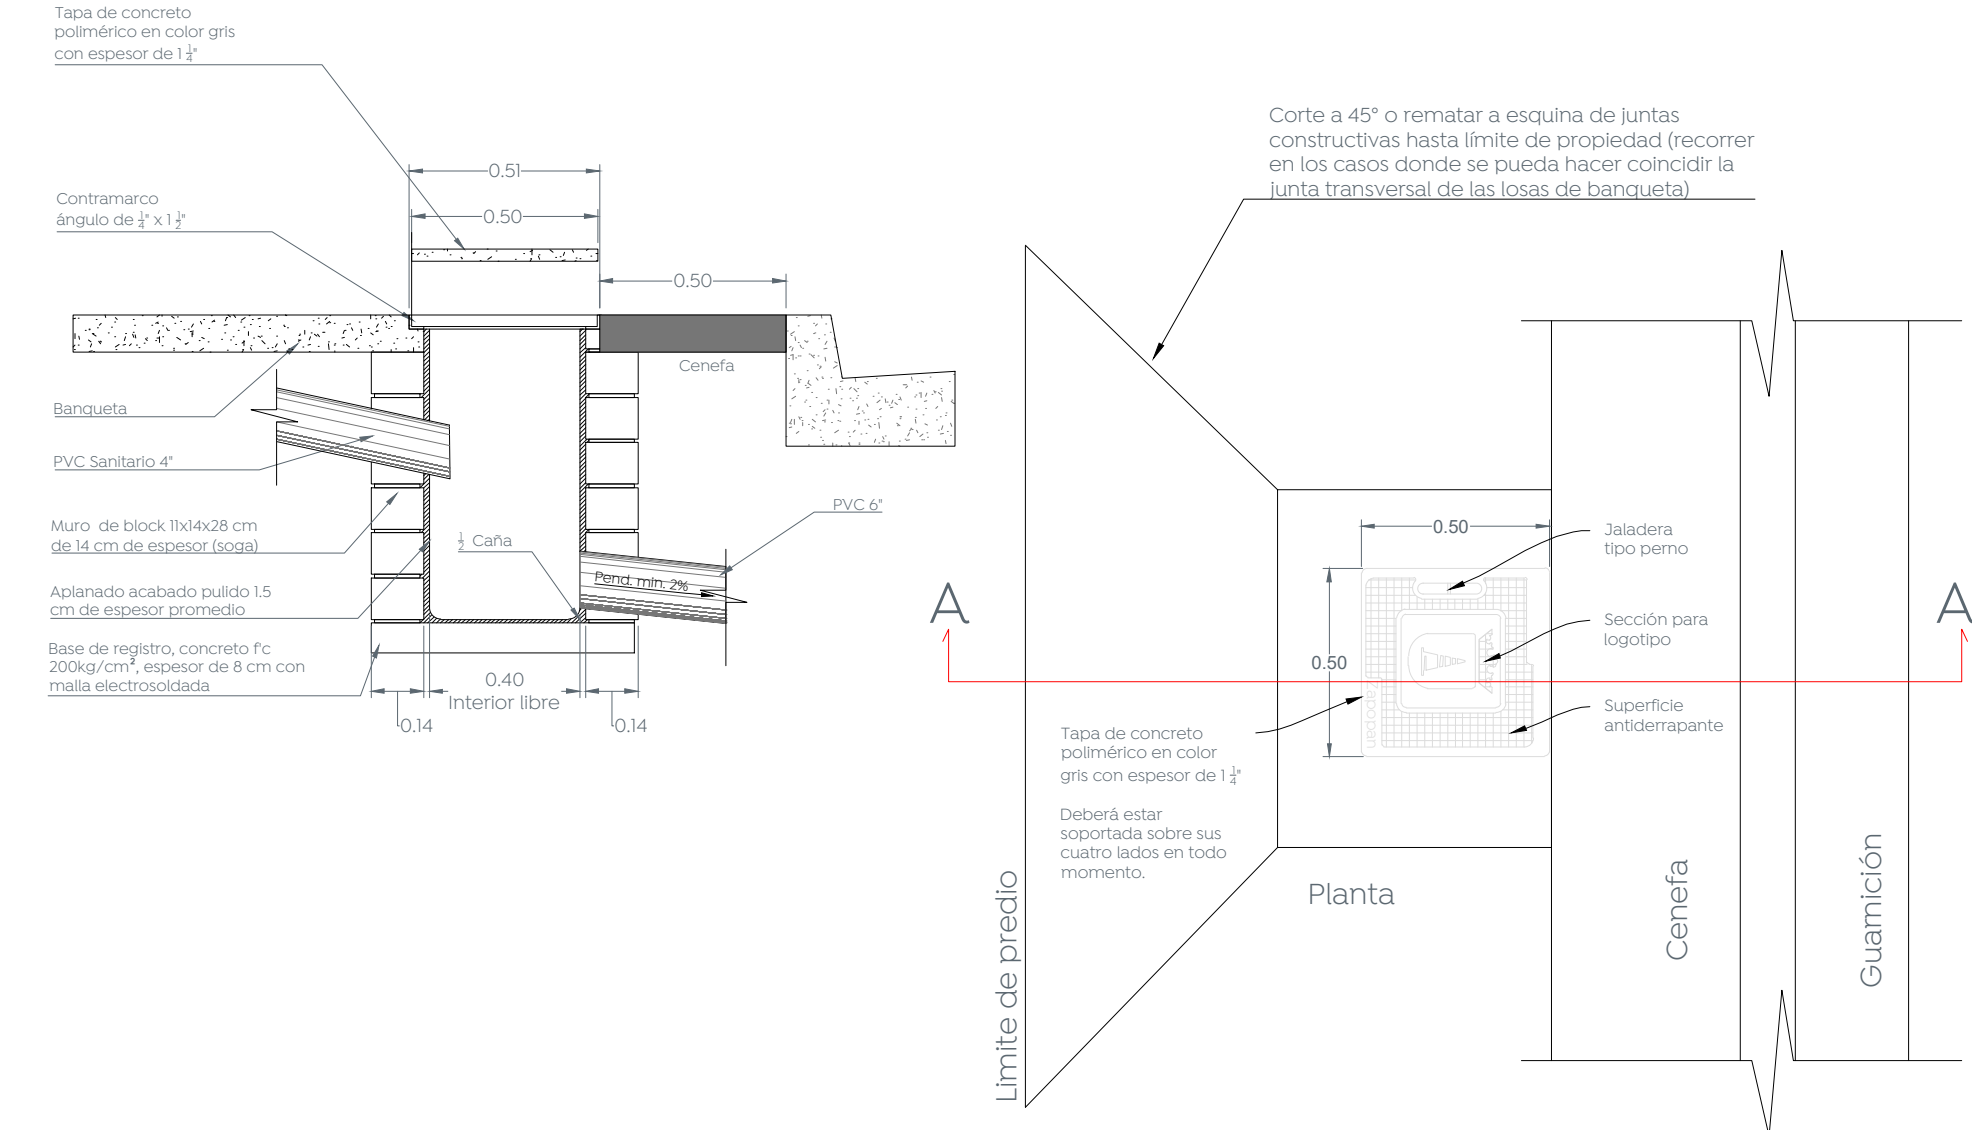 Tapa de concreto
polimérico en color gris
con espesor de 1 1/4"
0.51
0.50
Contramarco
ángulo de 1/4" x 1 1/2"
0.50
Cenefa
Banqueta
PVC Sanitario 4"
PVC 6"
Muro de block 11x14x28 cm
de 14 cm de espesor (soga)
1/2 Caña
Pend. min. 2%
Aplanado acabado pulido 1.5
cm de espesor promedio
Base de registro, concreto f'c
200kg/cm², espesor de 8 cm con
malla electrosoldada
0.40
Interior libre
0.14
0.14
Corte a 45° o rematar a esquina de juntas
constructivas hasta límite de propiedad (recorrer
en los casos donde se pueda hacer coincidir la
junta transversal de las losas de banqueta)
0.50
Jaladera
tipo perno
A
A
Sección para
logotipo
0.50
Zapopan
Superficie
antiderrapante
Tapa de concreto
polimérico en color
gris con espesor de 1 1/4"
Deberá estar
soportada sobre sus
cuatro lados en todo
momento.
Planta
Limite de predio
Cenefa
Guarnición